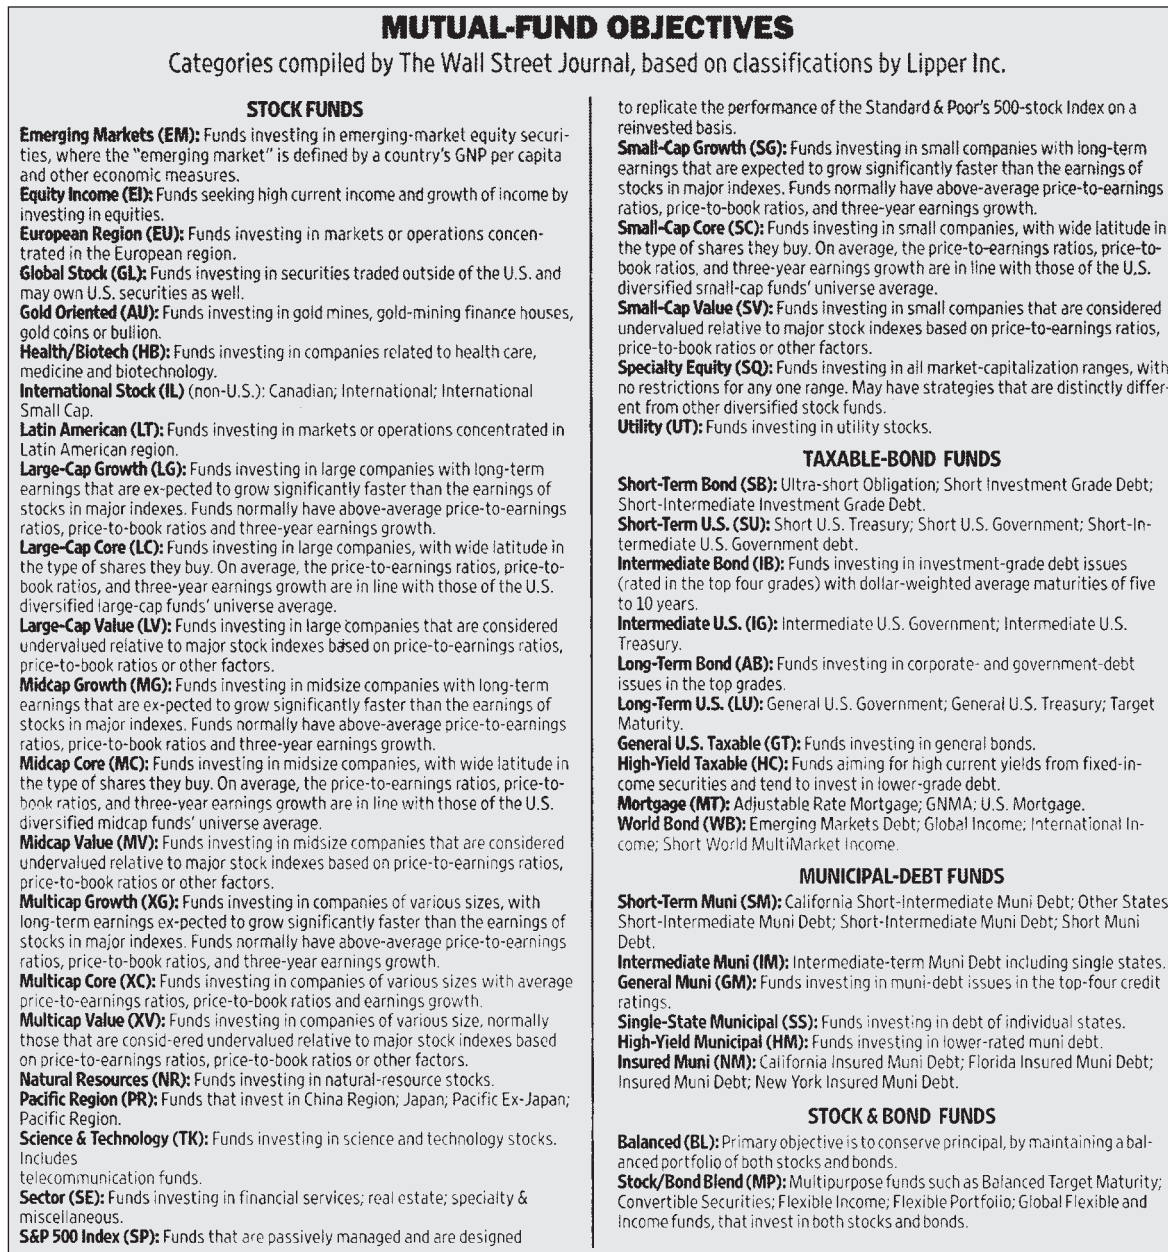 MUTUAL-FUND OBJECTIVES
Categories compiled by The Wall Street Journal, based on classifications by Lipper Inc.
STOCK FUNDS
Emerging Markets (EM): Funds investing in emerging-market equity securi-
ties, where the "emerging market" is defined by a country's GNP per capita
and other economic measures.
Equity Income (EI): Funds seeking high current income and growth of income by
investing in equities.
European Region (EU): Funds investing in markets or operations concen-
trated in the European region.
Global Stock (GL): Funds investing in securities traded outside of the U.S. and
may own U.S. securities as well.
Gold Oriented (AU): Funds investing in gold mines, gold-mining finance houses,
gold coins or bullion.
Health/Biotech (HB): Funds investing in companies related to health care,
medicine and biotechnology.
International Stock (IL) (non-U.S.): Canadian; International; International
Small Cap.
Latin American (LT): Funds investing in markets or operations concentrated in
Latin American region.
Large-Cap Growth (LG): Funds investing in large companies with long-term
earnings that are ex-pected to grow significantly faster than the earnings of
stocks in major indexes. Funds normally have above-average price-to-earnings
ratios, price-to-book ratios and three-year earnings growth.
Large-Cap Core (LC): Funds investing in large companies, with wide latitude in
the type of shares they buy. On average, the price-to-earnings ratios, price-to-
book ratios, and three-year earnings growth are in line with those of the U.S.
diversified large-cap funds' universe average.
Large-Cap Value (LV): Funds investing in large companies that are considered
undervalued relative to major stock indexes based on price-to-earnings ratios,
price-to-book ratios or other factors.
Midcap Growth (MG): Funds investing in midsize companies with long-term
earnings that are ex-pected to grow significantly faster than the earnings of
stocks in major indexes. Funds normally have above-average price-to-earnings
ratios, price-to-book ratios and three-year earnings growth.
Midcap Core (MC): Funds investing in midsize companies, with wide latitude in
the type of shares they buy. On average, the price-to-earnings ratios, price-to-
book ratios, and three-year earnings growth are in line with those of the U.S.
diversified midcap funds' universe average.
Midcap Value (MV): Funds investing in midsize companies that are considered
undervalued relative to major stock indexes based on price-to-earnings ratios,
price-to-book ratios or other factors.
Multicap Growth (XG): Funds investing in companies of various sizes, with
long-term earnings ex-pected to grow significantly faster than the earnings of
stocks in major indexes. Funds normally have above-average price-to-earnings
ratios, price-to-book ratios, and three-year earnings growth.
Multicap Core (XC): Funds investing in companies of various sizes with average
price-to-earnings ratios, price-to-book ratios and earnings growth.
Multicap Value (XV): Funds investing in companies of various size, normally
those that are consid-ered undervalued relative to major stock indexes based
on price-to-earnings ratios, price-to-book ratios or other factors.
Natural Resources (NR): Funds investing in natural-resource stocks.
Pacific Region (PR): Funds that invest in China Region; Japan; Pacific Ex-Japan;
Pacific Region.
Science & Technology (TK): Funds investing in science and technology stocks.
Includes
telecommunication funds.
Sector (SE): Funds investing in financial services; real estate; specialty &
miscellaneous.
S&P 500 Index (SP): Funds that are passively managed and are designed
to replicate the performance of the Standard & Poor's 500-stock Index on a
reinvested basis.
Small-Cap Growth (SG): Funds investing in small companies with long-term
earnings that are expected to grow significantly faster than the earnings of
stocks in major indexes. Funds normally have above-average price-to-earnings
ratios, price-to-book ratios, and three-year earnings growth.
Small-Cap Core (SC): Funds investing in small companies, with wide latitude in
the type of shares they buy. On average, the price-to-earnings ratios, price-to-
book ratios, and three-year earnings growth are in line with those of the U.S.
diversified small-cap funds' universe average.
Small-Cap Value (SV): Funds investing in small companies that are considered
undervalued relative to major stock indexes based on price-to-earnings ratios,
price-to-book ratios or other factors.
Specialty Equity (SQ): Funds investing in all market-capitalization ranges, with
no restrictions for any one range. May have strategies that are distinctly differ-
ent from other diversified stock funds.
Utility (UT): Funds investing in utility stocks.
TAXABLE-BOND FUNDS
Short-Term Bond (SB): Ultra-short Obligation; Short Investment Grade Debt;
Short-Intermediate Investment Grade Debt.
Short-Term U.S. (SU): Short U.S. Treasury; Short U.S. Government; Short-In-
termediate U.S. Government debt.
Intermediate Bond (IB): Funds investing in investment-grade debt issues
(rated in the top four grades) with dollar-weighted average maturities of five
to 10 years.
Intermediate U.S. (IG): Intermediate U.S. Government; Intermediate U.S.
Treasury.
Long-Term Bond (AB): Funds investing in corporate- and government-debt
issues in the top grades.
Long-Term U.S. (LU): General U.S. Government; General U.S. Treasury; Target
Maturity.
General U.S. Taxable (GT): Funds investing in general bonds.
High-Yield Taxable (HC): Funds aiming for high current yields from fixed-in-
come securities and tend to invest in lower-grade debt.
Mortgage (MT): Adjustable Rate Mortgage; GNMA; U.S. Mortgage.
World Bond (WB): Emerging Markets Debt; Global Income; International In-
come; Short World MultiMarket Income.
MUNICIPAL-DEBT FUNDS
Short-Term Muni (SM): California Short-Intermediate Muni Debt; Other States
Short-Intermediate Muni Debt; Short-Intermediate Muni Debt; Short Muni
Debt.
Intermediate Muni (IM): Intermediate-term Muni Debt including single states.
General Muni (GM): Funds investing in muni-debt issues in the top-four credit
ratings.
Single-State Municipal (SS): Funds investing in debt of individual states.
High-Yield Municipal (HM): Funds investing in lower-rated muni debt.
Insured Muni (NM): California Insured Muni Debt; Florida Insured Muni Debt;
Insured Muni Debt; New York Insured Muni Debt.
STOCK & BOND FUNDS
Balanced (BL): Primary objective is to conserve principal, by maintaining a bal-
anced portfolio of both stocks and bonds.
Stock/Bond Blend (MP): Multipurpose funds such as Balanced Target Maturity;
Convertible Securities; Flexible Income; Flexible Portfolio; Global Flexible and
Income funds, that invest in both stocks and bonds.